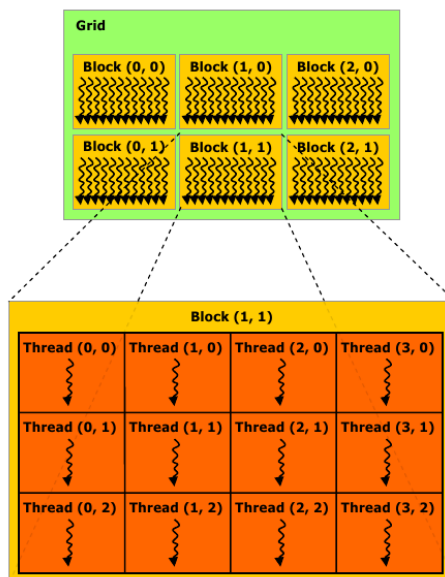 Grid
Block (0, 0) Block (1, 0) Block (2, 0)
Block (0, 1) Block (1, 1) Block (2, 1)
Block (1, 1)
Thread (0, 0) Thread (1, 0) Thread (2, 0) Thread (3, 0)
Thread (0, 1) Thread (1, 1) Thread (2, 1) Thread (3, 1)
Thread (0, 2) Thread (1, 2) Thread (2, 2) Thread (3, 2)